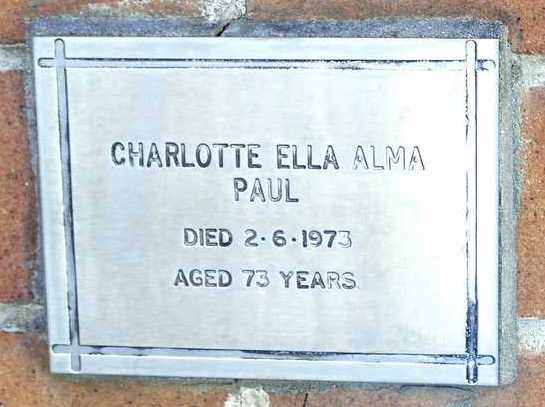 CHARLOTTE ELLA ALMA
PAUL
DIED 2·6·1973
AGED 73 YEARS